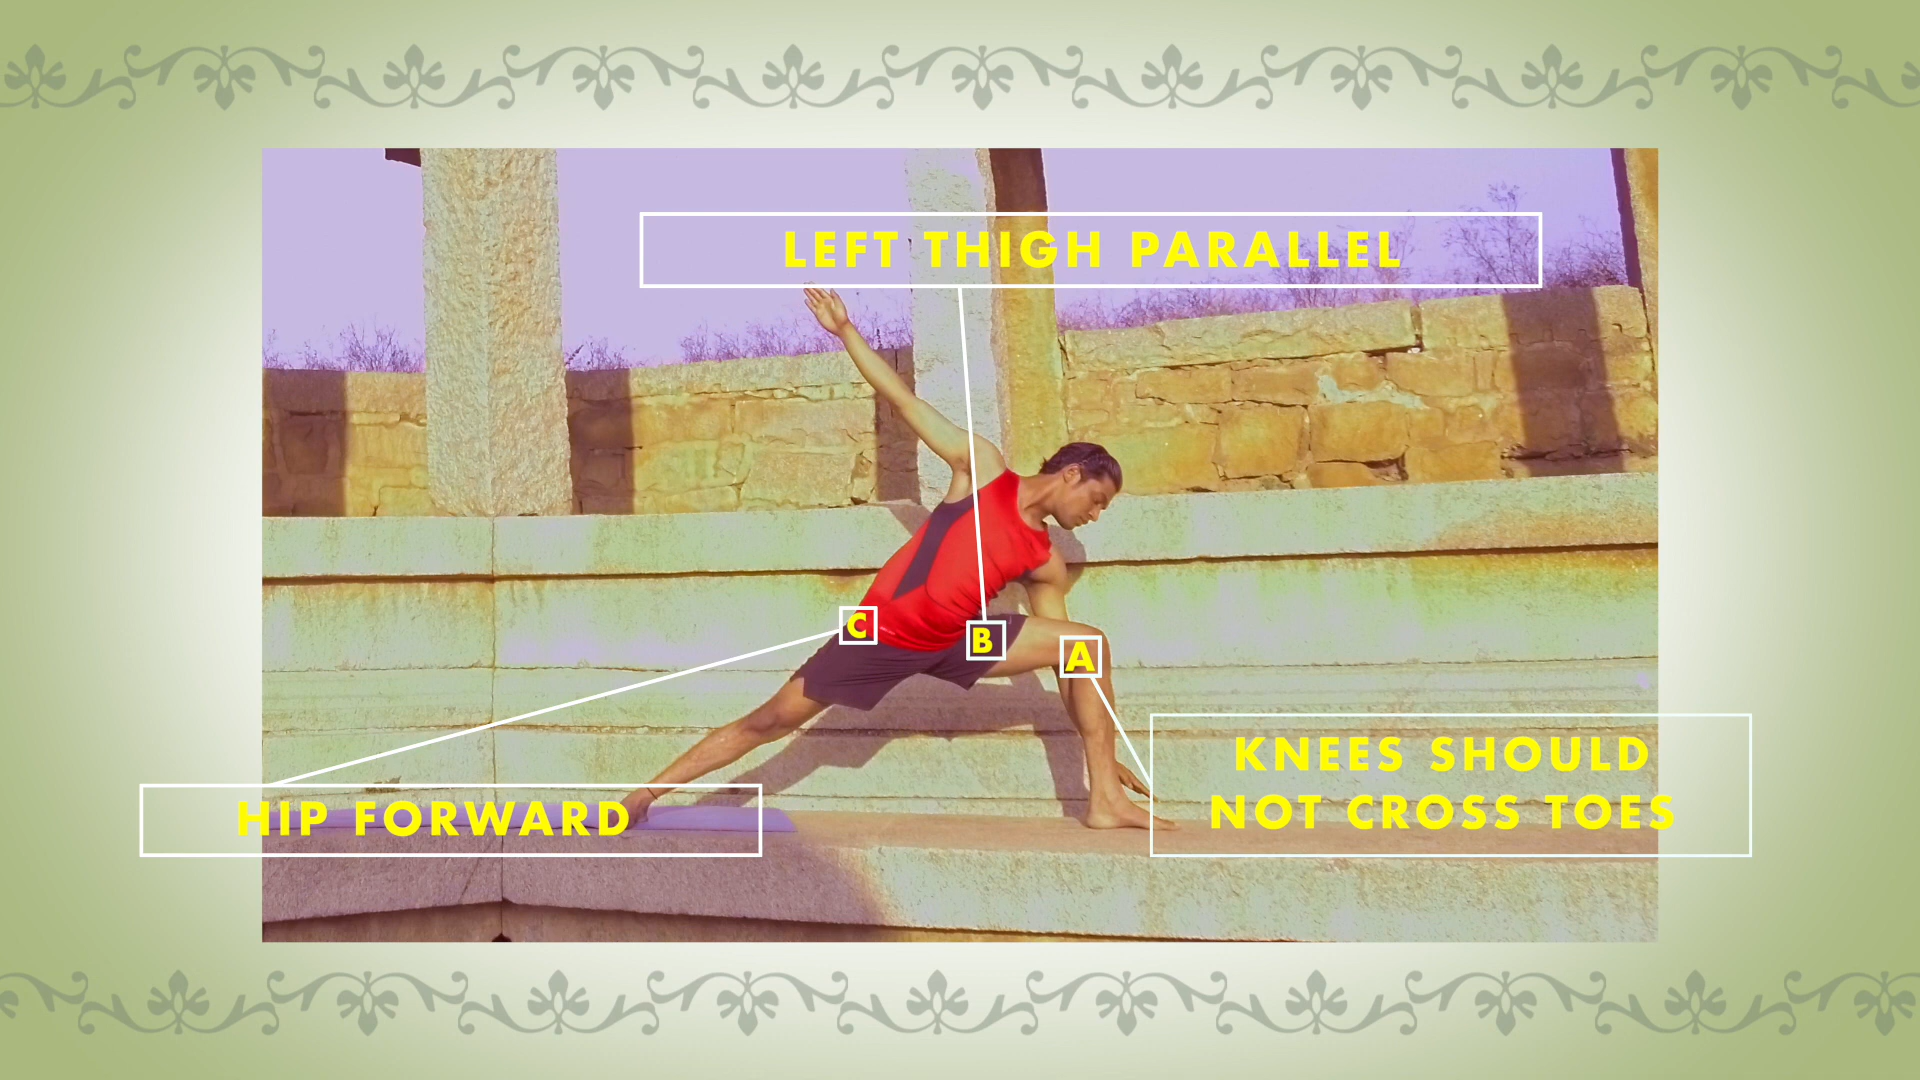 LEFT THIGH PARALLEL
C
B
A
KNEES SHOULD
NOT CROSS TOES
HIP FORWARD